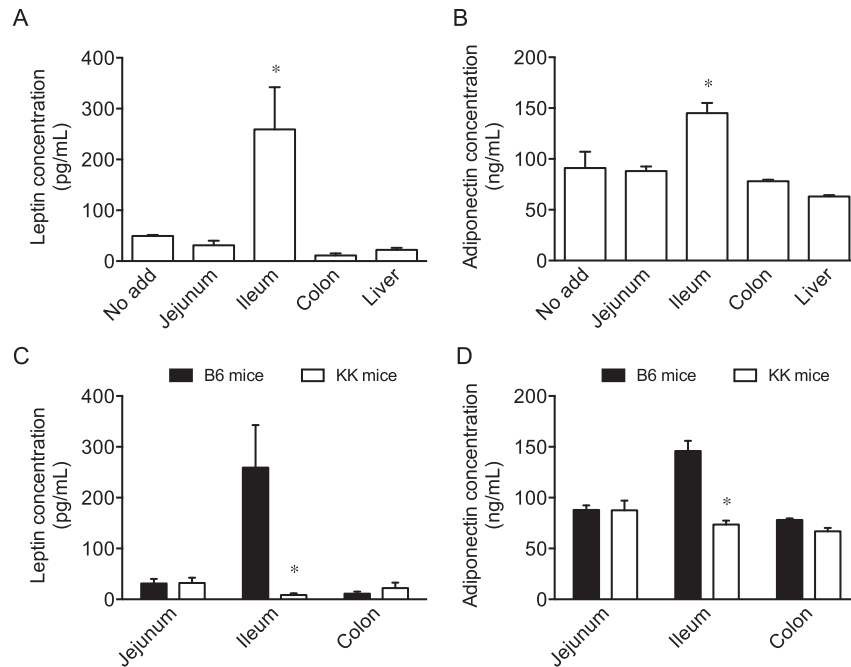 A
Leptin concentration
(pg/mL)
400
300
200
100
0
*
No add
Jejunum
Ileum
Colon
Liver
B
Adiponectin concentration
(ng/mL)
200
150
100
50
0
*
No add
Jejunum
Ileum
Colon
Liver
C
B6 mice
KK mice
Leptin concentration
(pg/mL)
400
300
200
100
0
*
Jejunum
Ileum
Colon
D
B6 mice
KK mice
Adiponectin concentration
(ng/mL)
200
150
100
50
0
*
Jejunum
Ileum
Colon